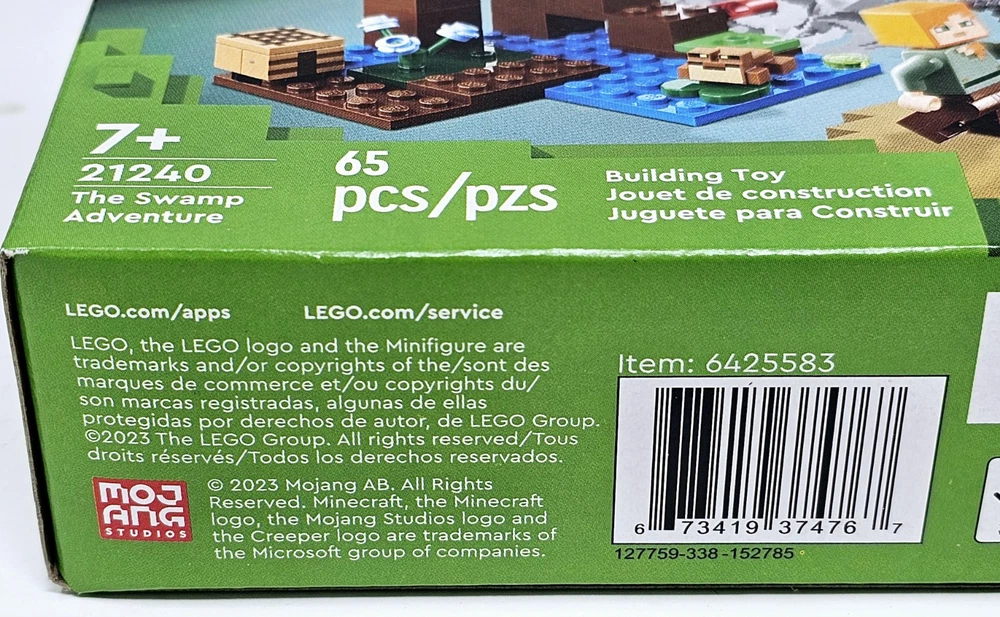 7+
21240
The Swamp
Adventure
65
pcs/pzs
Building Toy
Jouet de construction
Juguete para Construir
LEGO.com/apps
LEGO.com/service
LEGO, the LEGO logo and the Minifigure are
trademarks and/or copyrights of the/sont des
marques de commerce et/ou copyrights du/
son marcas registradas, algunas de ellas
protegidas por derechos de autor, de LEGO Group.
©2023 The LEGO Group. All rights reserved/Tous
droits réservés/Todos los derechos reservados.
MOJ
ANG
STUDIOS
© 2023 Mojang AB. All Rights
Reserved. Minecraft, the Minecraft
logo, the Mojang Studios logo and
the Creeper logo are trademarks of
the Microsoft group of companies.
Item: 6425583
6 73419 37476 7
127759-338-152785